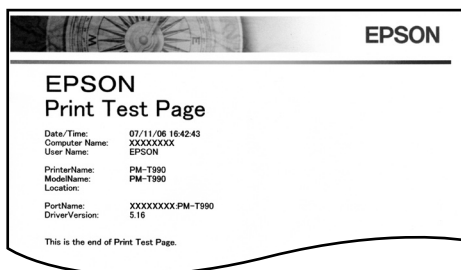 EPSON
EPSON
Print Test Page
Date/Time: 07/11/06 16:42:43
Computer Name: XXXXXXXX
User Name: EPSON
PrinterName: PM-T990
ModelName: PM-T990
Location:
PortName: XXXXXXXX:PM-T990
DriverVersion: 5.16
This is the end of Print Test Page.